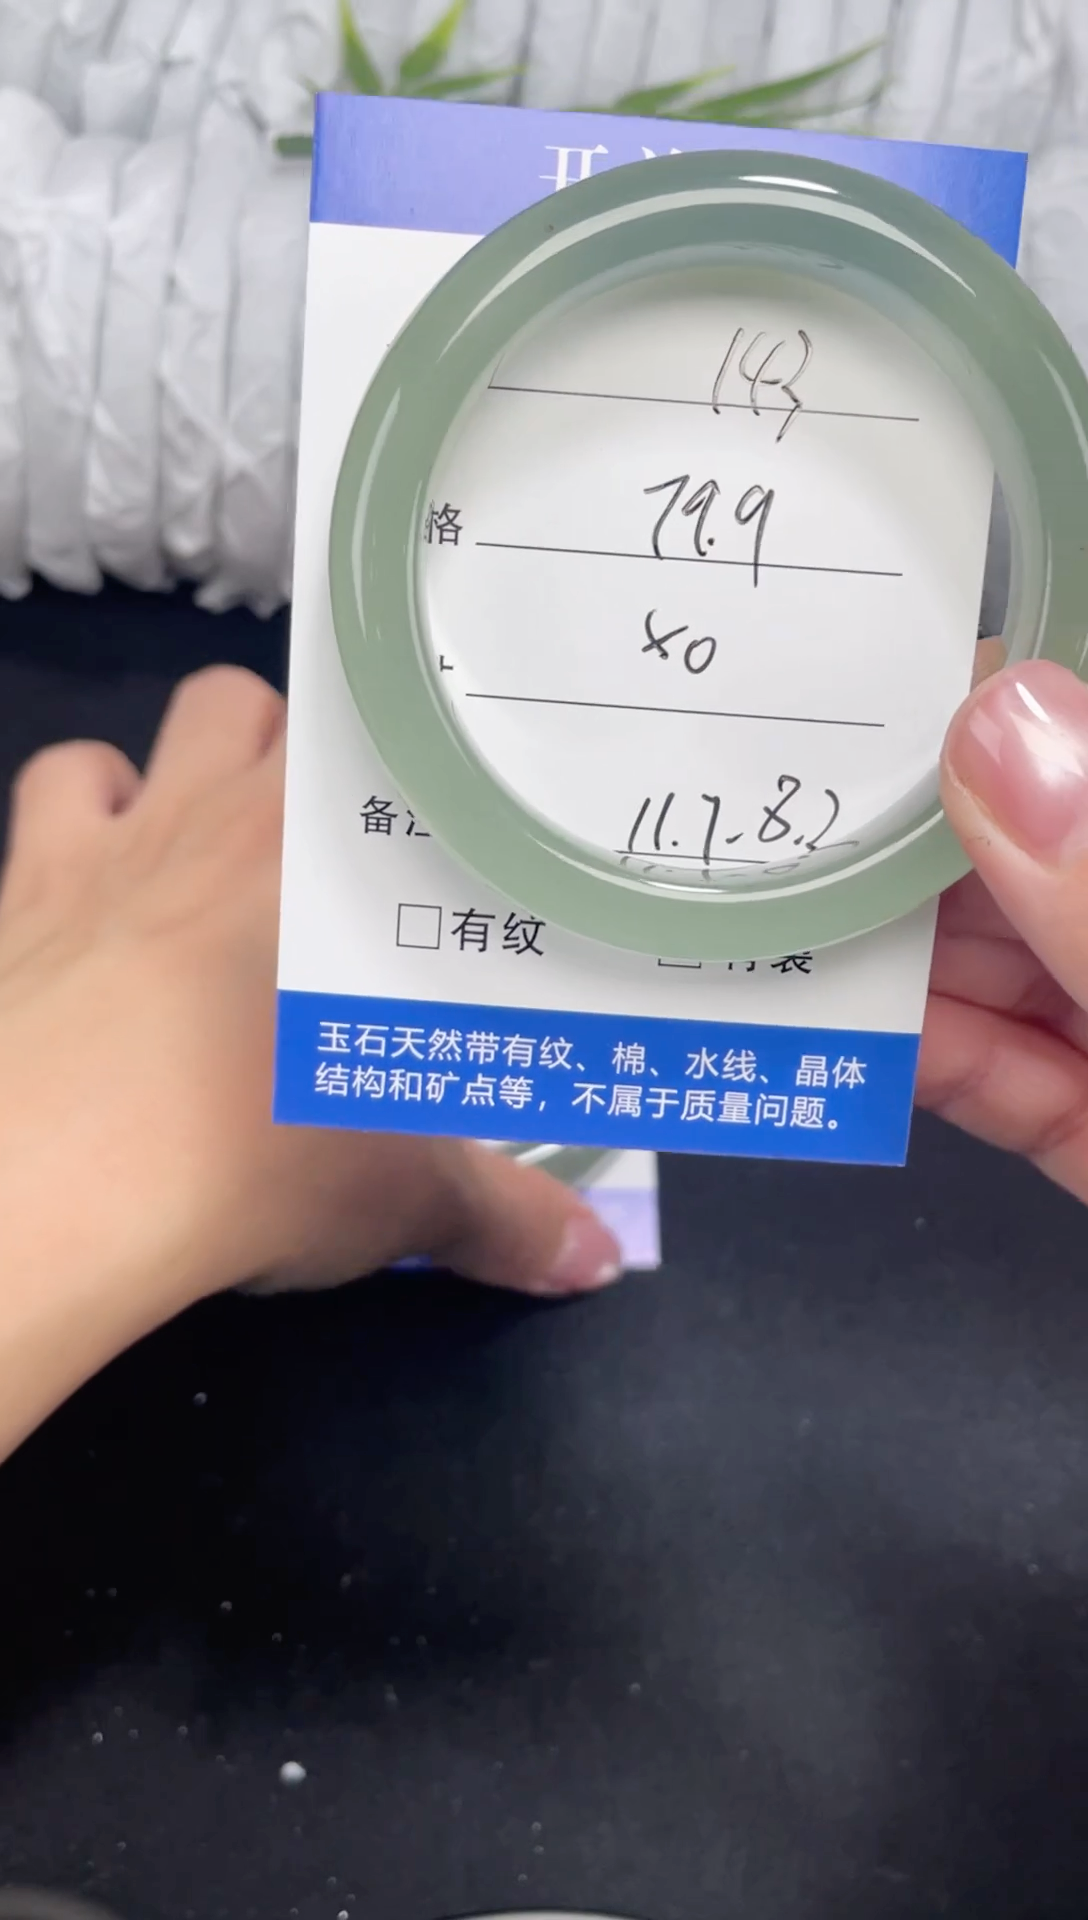 143
格 79.9
备注 11.7-8.2
有纹
玉石天然带有纹、棉、水线、晶体
结构和矿点等，不属于质量问题。